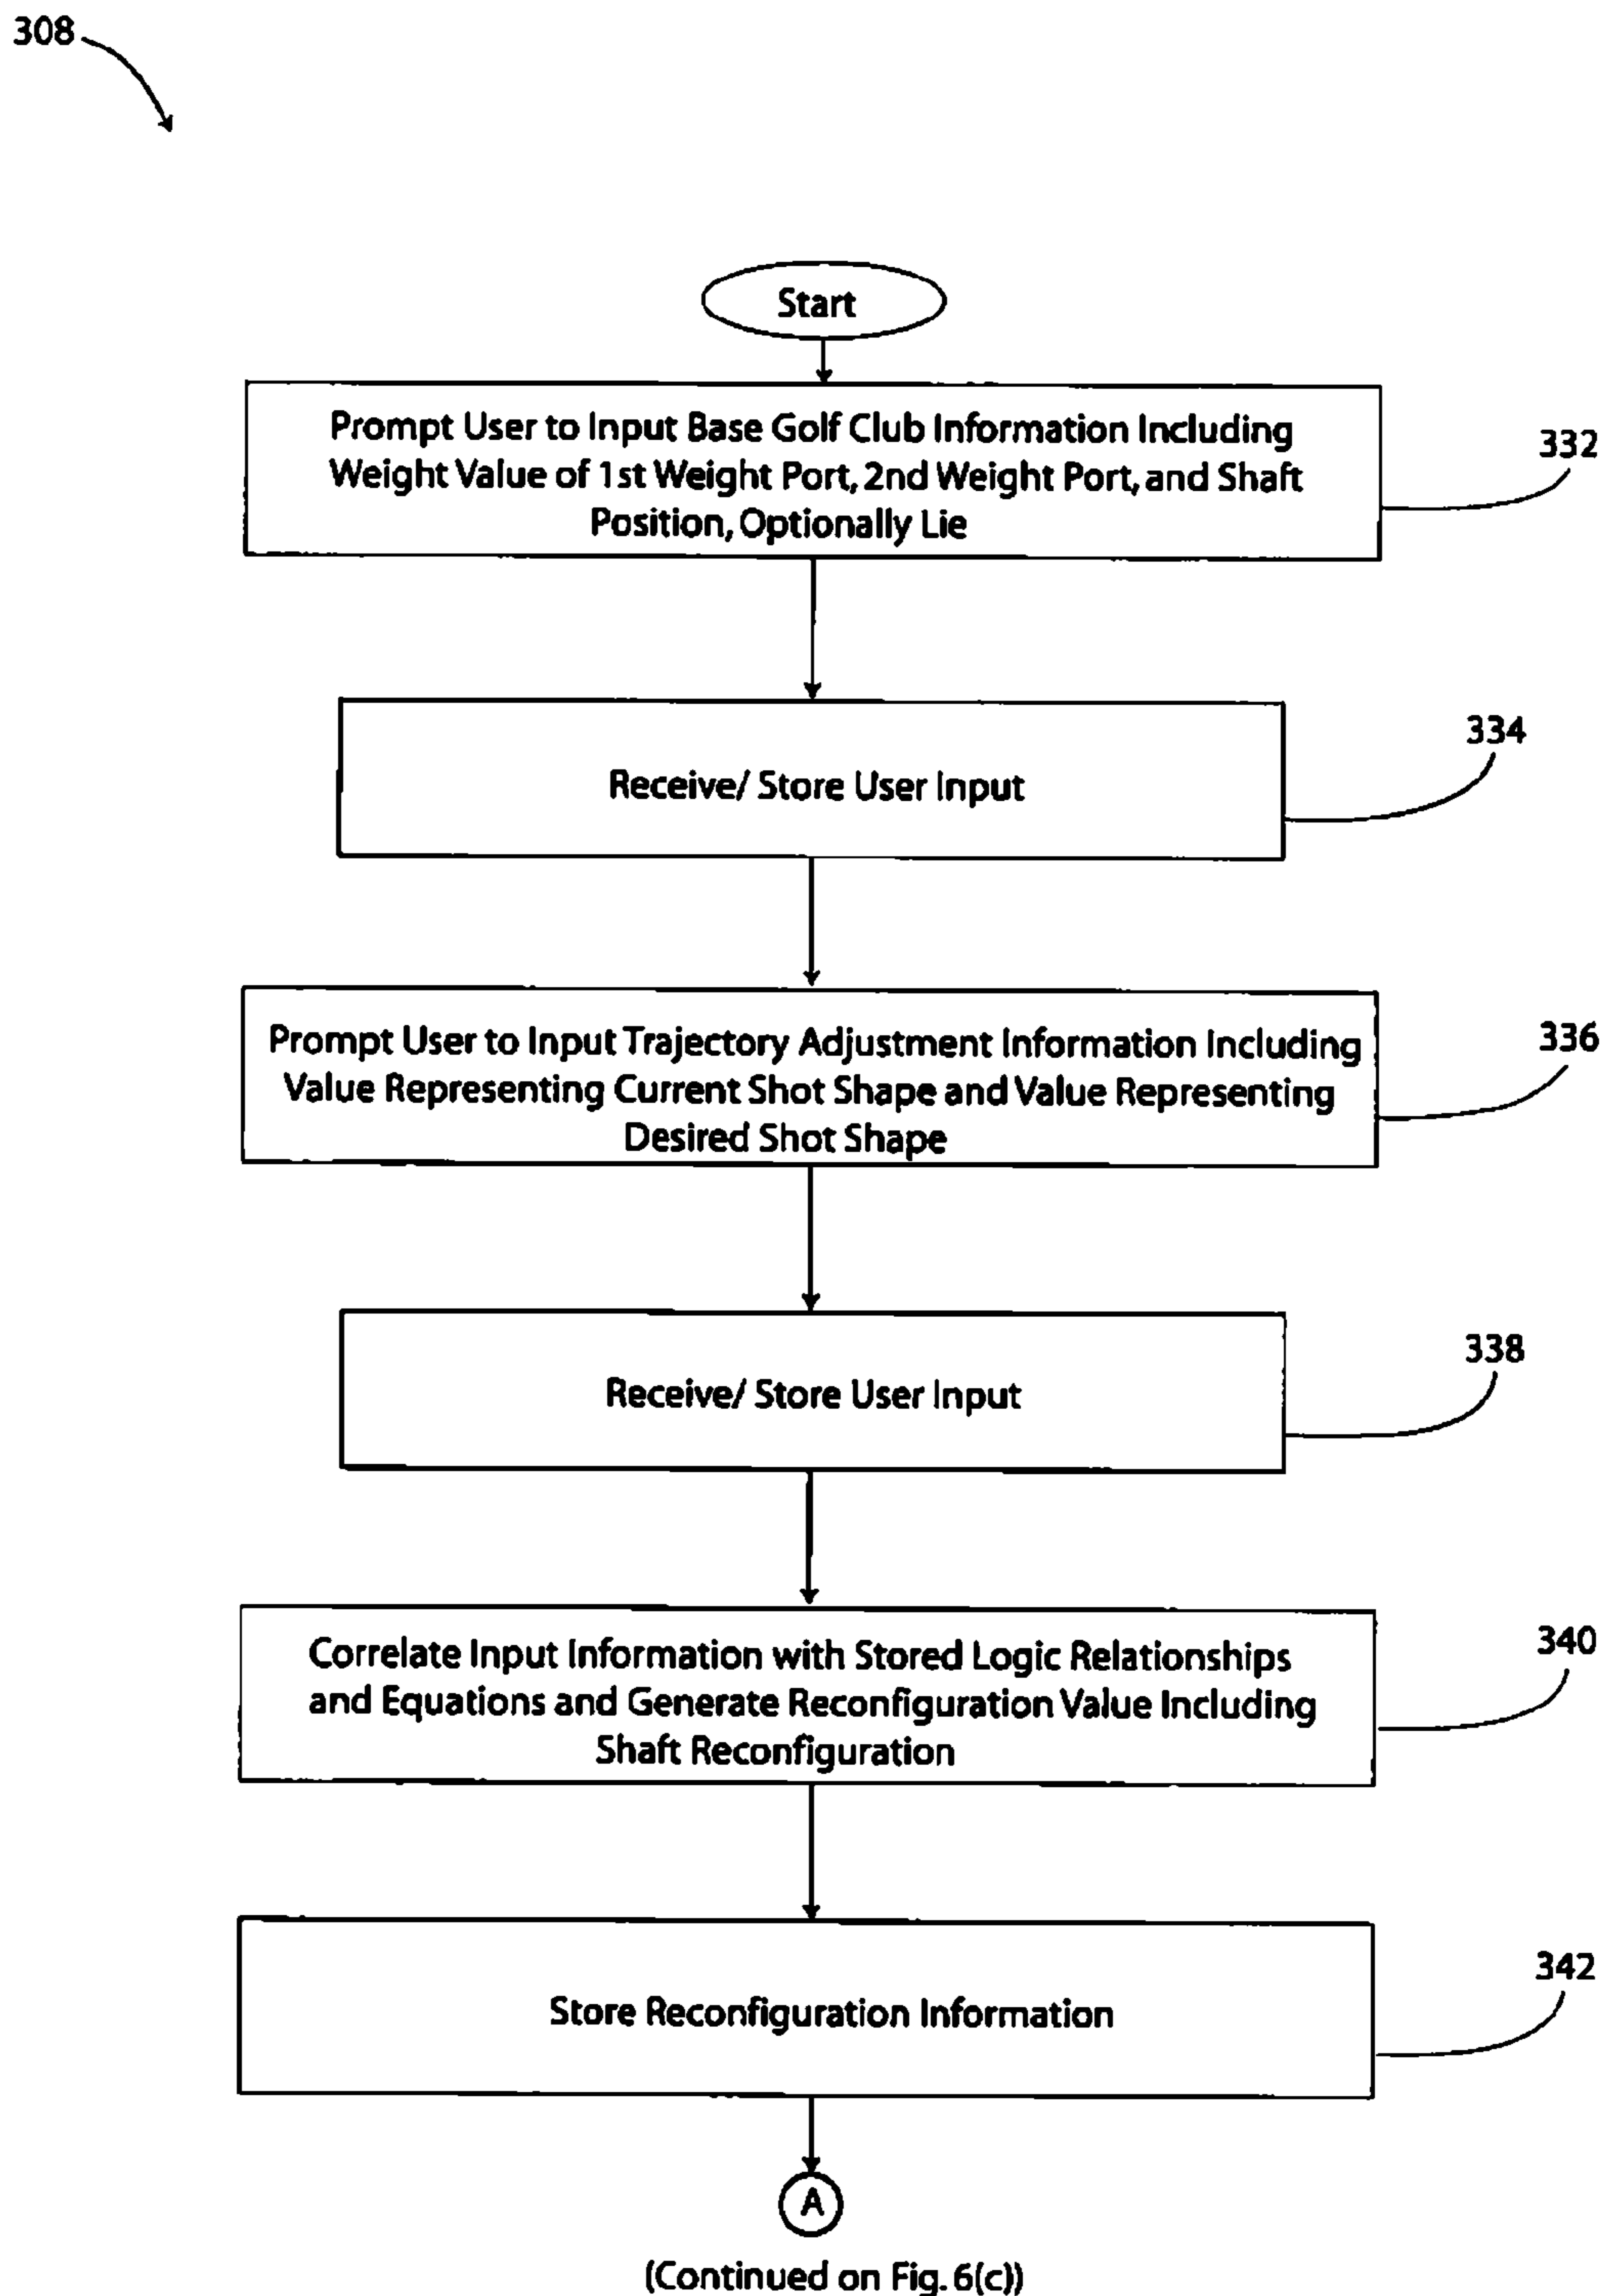 308
Start
Prompt User to Input Base Golf Club Information Including
Weight Value of 1st Weight Port, 2nd Weight Port, and Shaft
Position, Optionally Lie
332
Receive/ Store User Input
334
Prompt User to Input Trajectory Adjustment Information Including
Value Representing Current Shot Shape and Value Representing
Desired Shot Shape
336
Receive/ Store User Input
338
Correlate Input Information with Stored Logic Relationships
and Equations and Generate Reconfiguration Value Including
Shaft Reconfiguration
340
Store Reconfiguration Information
342
A
(Continued on Fig. 6(c))